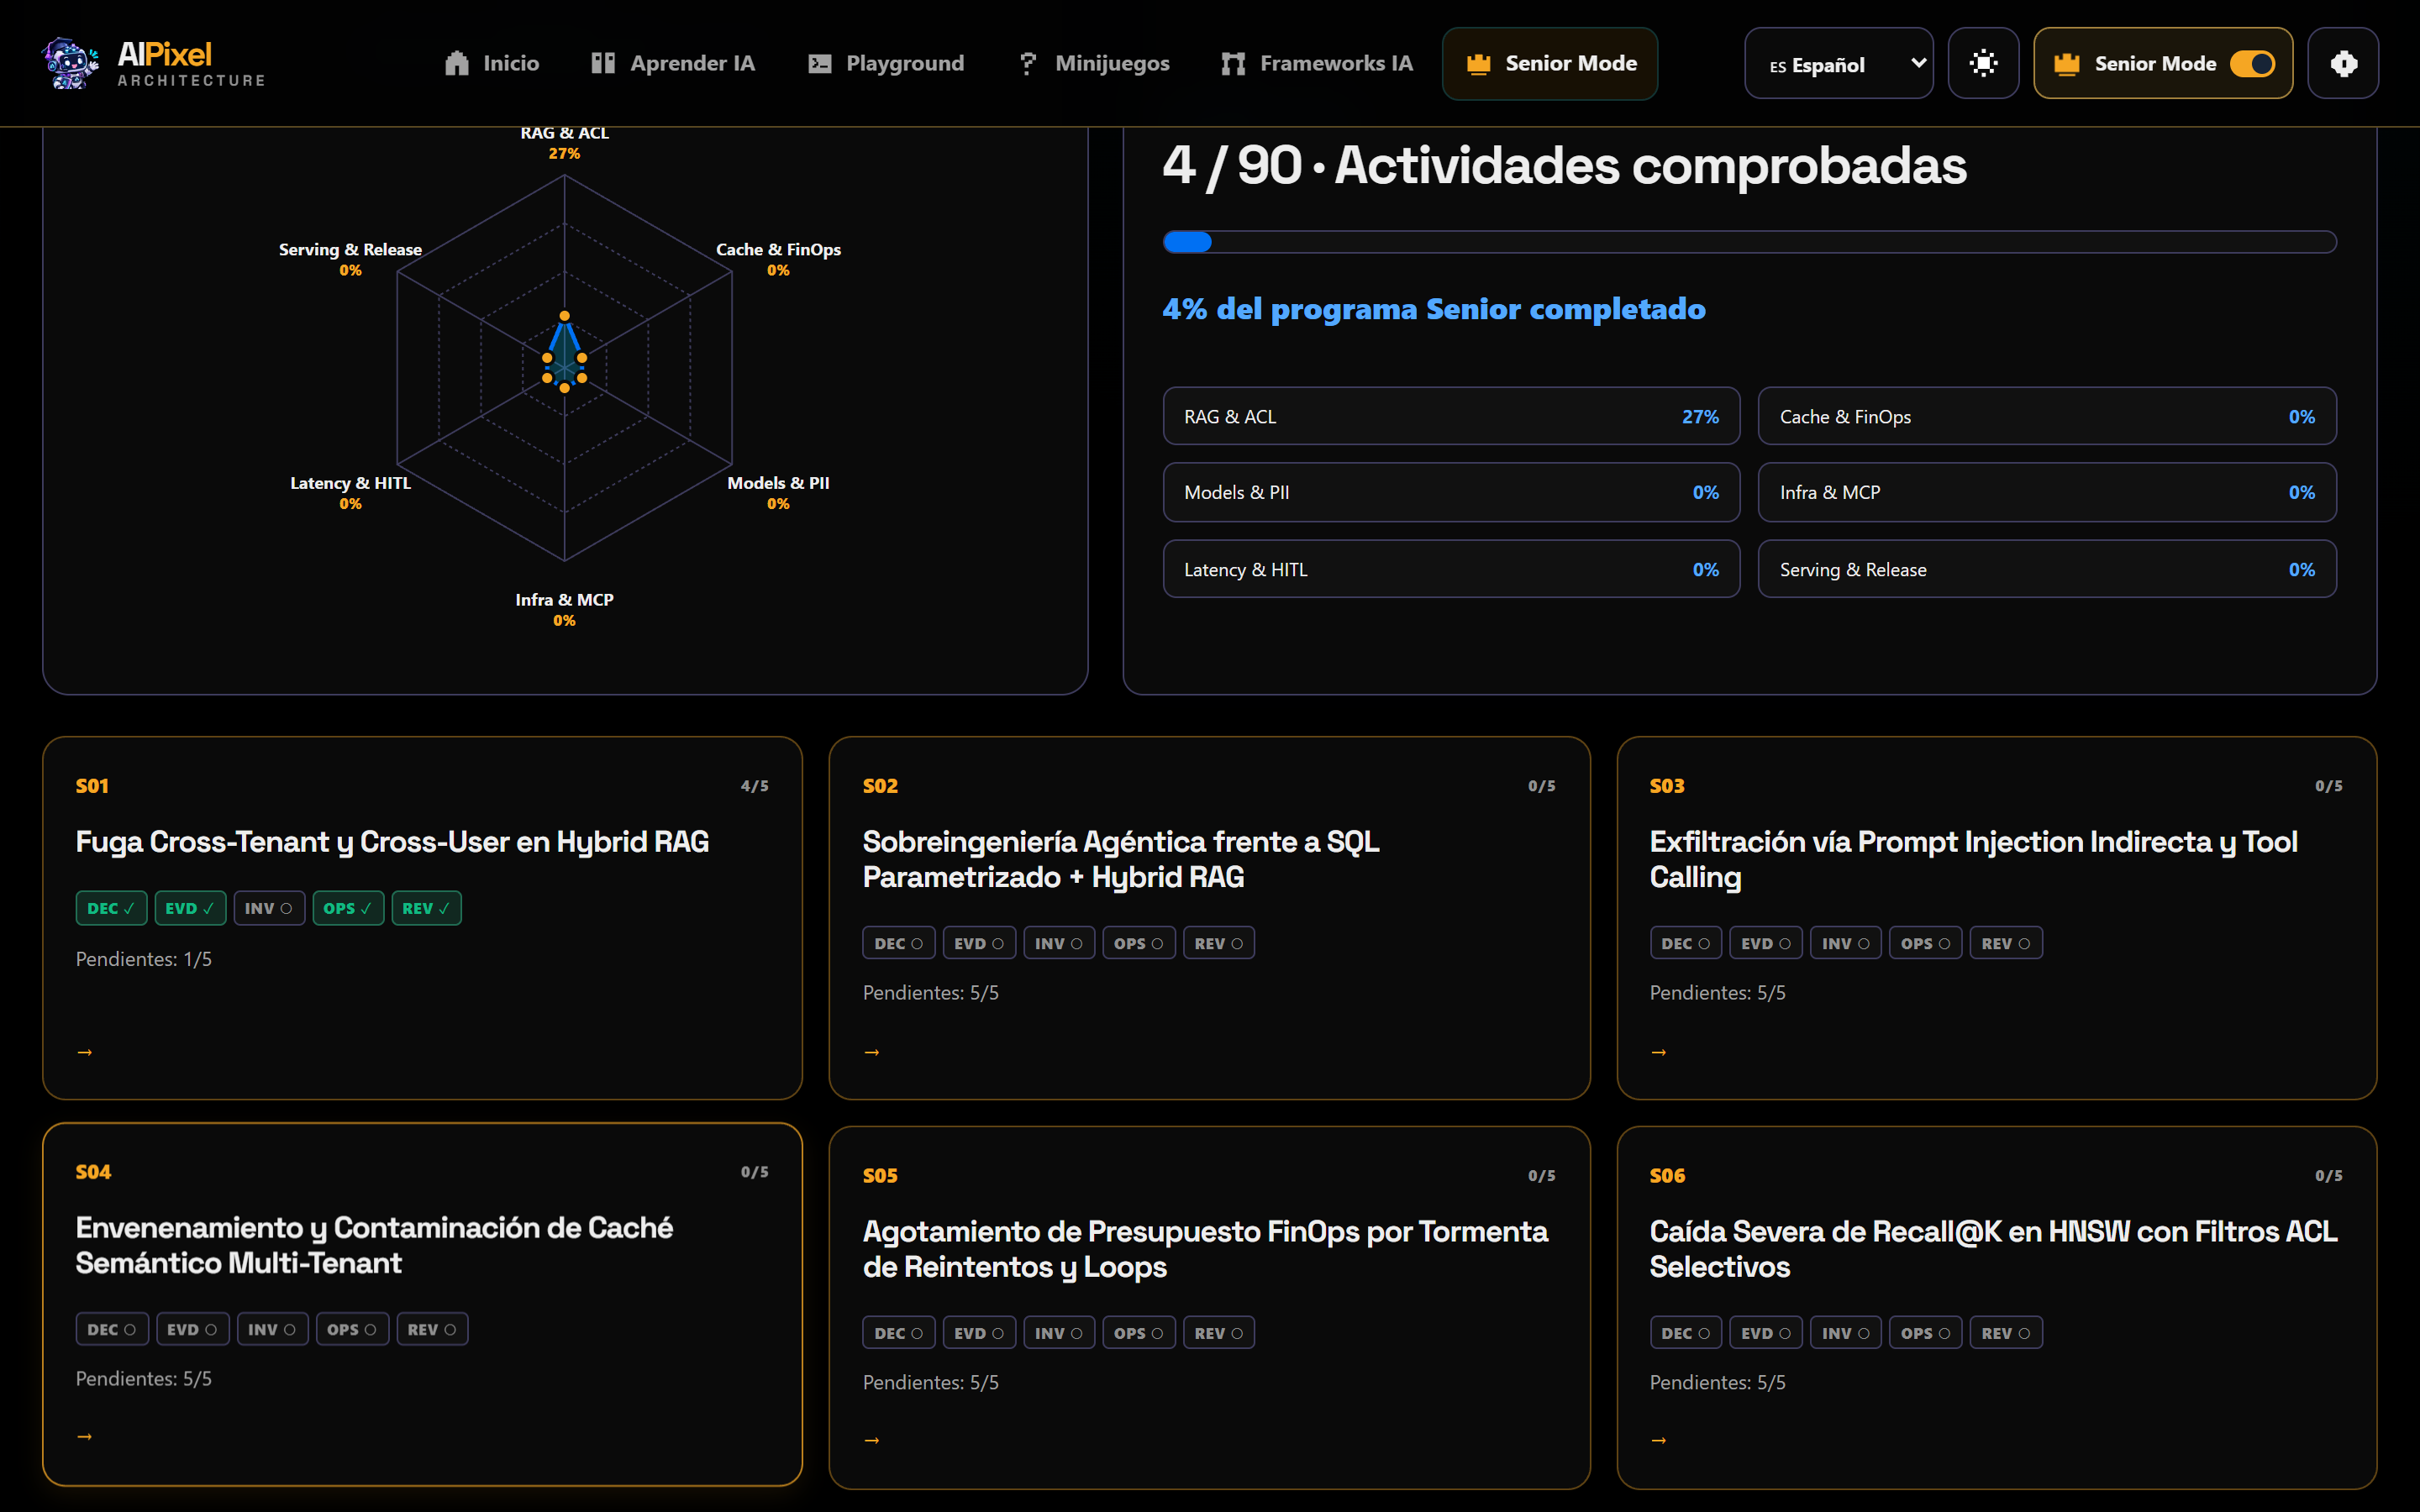 AIPixel
ARCHITECTURE
Inicio
Aprender IA
Playground
Minijuegos
Frameworks IA
Senior Mode
ES Español
Senior Mode
RAG & ACL
27%
Cache & FinOps
0%
Models & PII
0%
Infra & MCP
0%
Latency & HITL
0%
Serving & Release
0%
4 / 90 · Actividades comprobadas
4% del programa Senior completado
RAG & ACL 27%
Cache & FinOps 0%
Models & PII 0%
Infra & MCP 0%
Latency & HITL 0%
Serving & Release 0%
S01 4/5
Fuga Cross-Tenant y Cross-User en Hybrid RAG
DEC ✓ EVD ✓ INV ○ OPS ✓ REV ✓
Pendientes: 1/5
→
S02 0/5
Sobreingeniería Agéntica frente a SQL
Parametrizado + Hybrid RAG
DEC ○ EVD ○ INV ○ OPS ○ REV ○
Pendientes: 5/5
→
S03 0/5
Exfiltración vía Prompt Injection Indirecta y Tool
Calling
DEC ○ EVD ○ INV ○ OPS ○ REV ○
Pendientes: 5/5
→
S04 0/5
Envenenamiento y Contaminación de Caché
Semántico Multi-Tenant
DEC ○ EVD ○ INV ○ OPS ○ REV ○
Pendientes: 5/5
→
S05 0/5
Agotamiento de Presupuesto FinOps por Tormenta
de Reintentos y Loops
DEC ○ EVD ○ INV ○ OPS ○ REV ○
Pendientes: 5/5
→
S06 0/5
Caída Severa de Recall@K en HNSW con Filtros ACL
Selectivos
DEC ○ EVD ○ INV ○ OPS ○ REV ○
Pendientes: 5/5
→